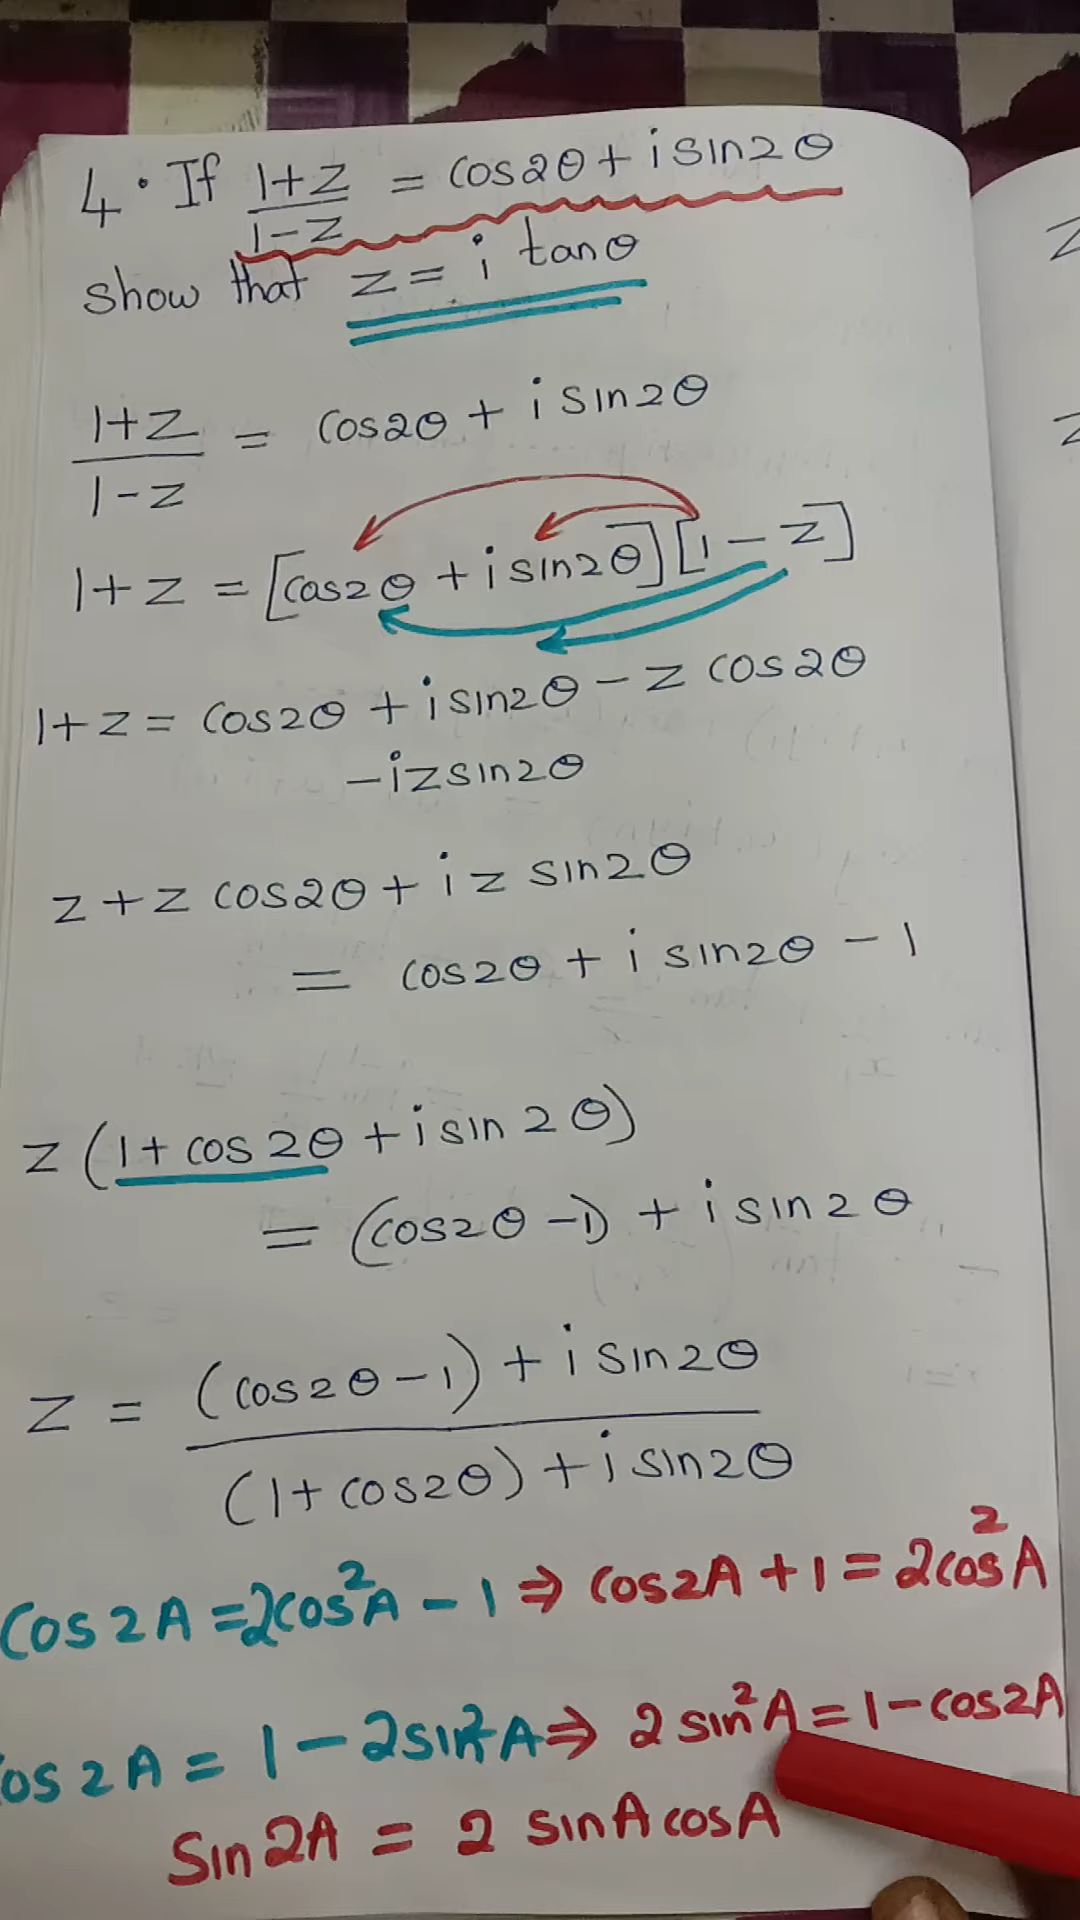 4. If (1+z)/(1-z) = cos2θ + i sin2θ
show that z = i tanθ
(1+z)/(1-z) = cos2θ + i sin2θ
1+z = [cos2θ + i sin2θ][1-z]
1+z = cos2θ + i sin2θ - z cos2θ
- i z sin2θ
z + z cos2θ + i z sin2θ
= cos2θ + i sin2θ - 1
z (1+cos 2θ + i sin 2θ)
= (cos2θ - 1) + i sin 2θ
z = ((cos2θ - 1) + i sin2θ)/((1+cos2θ) + i sin2θ)
cos 2A = 2cos²A - 1 ⇒ cos2A + 1 = 2cos²A
os 2A = 1 - 2sin²A ⇒ 2 sin²A = 1 - cos2A
Sin 2A = 2 sinA cosA